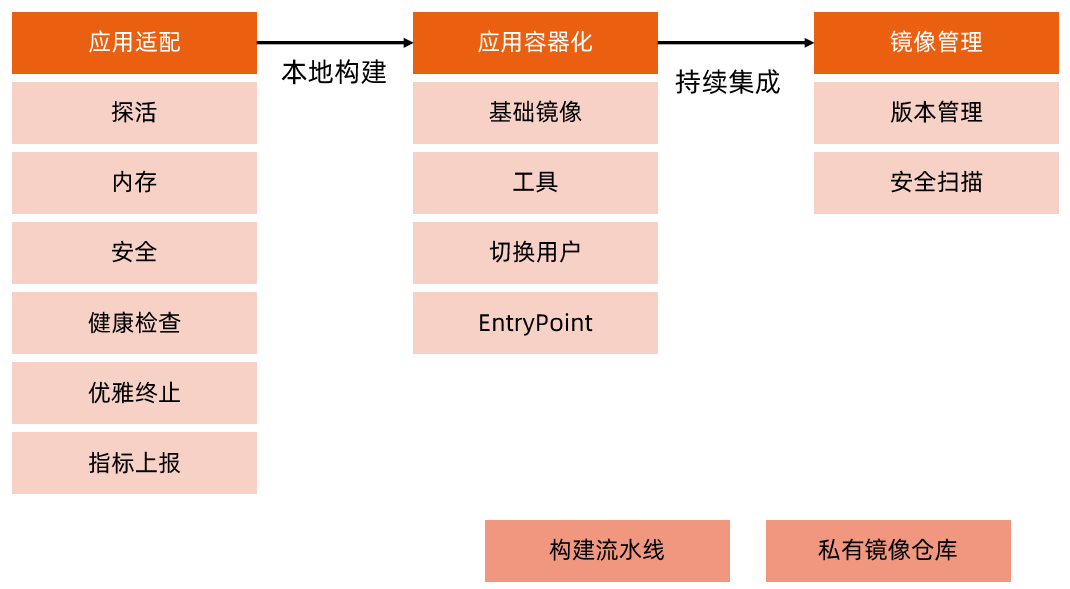 应用适配
本地构建
应用容器化
持续集成
镜像管理
探活
内存
安全
健康检查
优雅终止
指标上报
基础镜像
工具
切换用户
EntryPoint
版本管理
安全扫描
构建流水线
私有镜像仓库